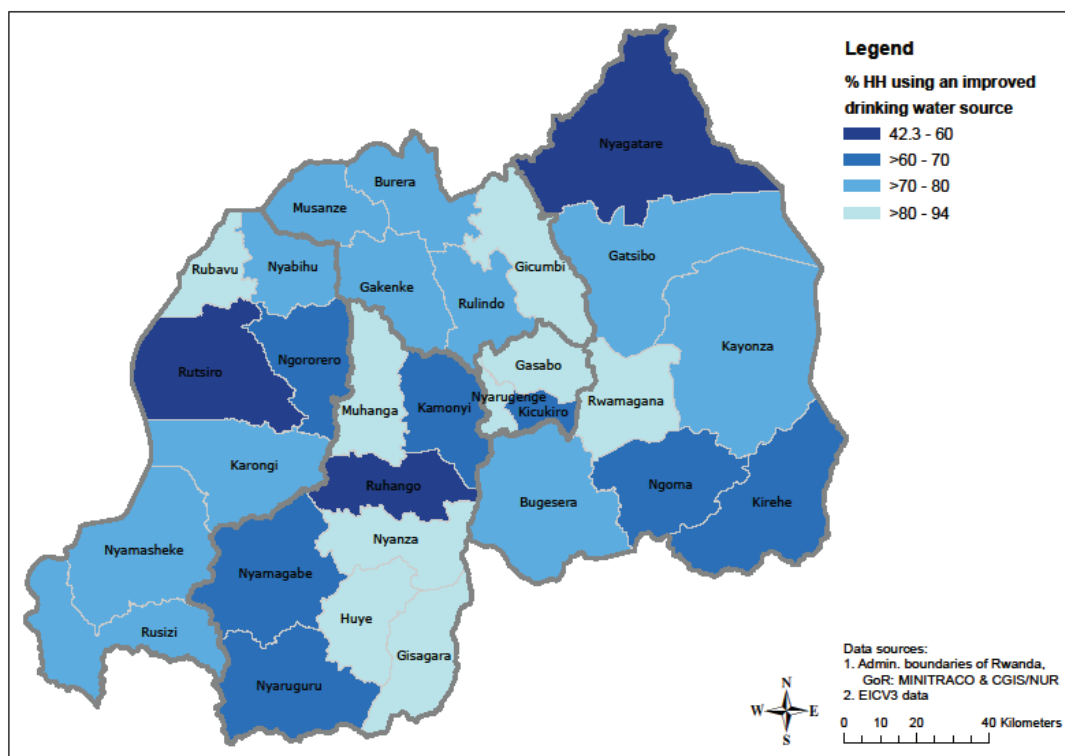 Legend
% HH using an improved
drinking water source
42.3 - 60
>60 - 70
>70 - 80
>80 - 94
Nyagatare
Burera
Musanze
Gatsibo
Gicumbi
Rubavu
Nyabihu
Gakenke
Rulindo
Kayonza
Ngororero
Gasabo
Rutsiro
Nyarugenge
Rwamagana
Muhanga
Kamonyi
Kicukiro
Karongi
Ruhango
Ngoma
Bugesera
Kirehe
Nyanza
Nyamasheke
Nyamagabe
Huye
Rusizi
Gisagara
Nyaruguru
Data sources:
1. Admin. boundaries of Rwanda,
GoR: MINITRACO & CGIS/NUR
2. EICV3 data
N
W E
S
0 10 20 40 Kilometers